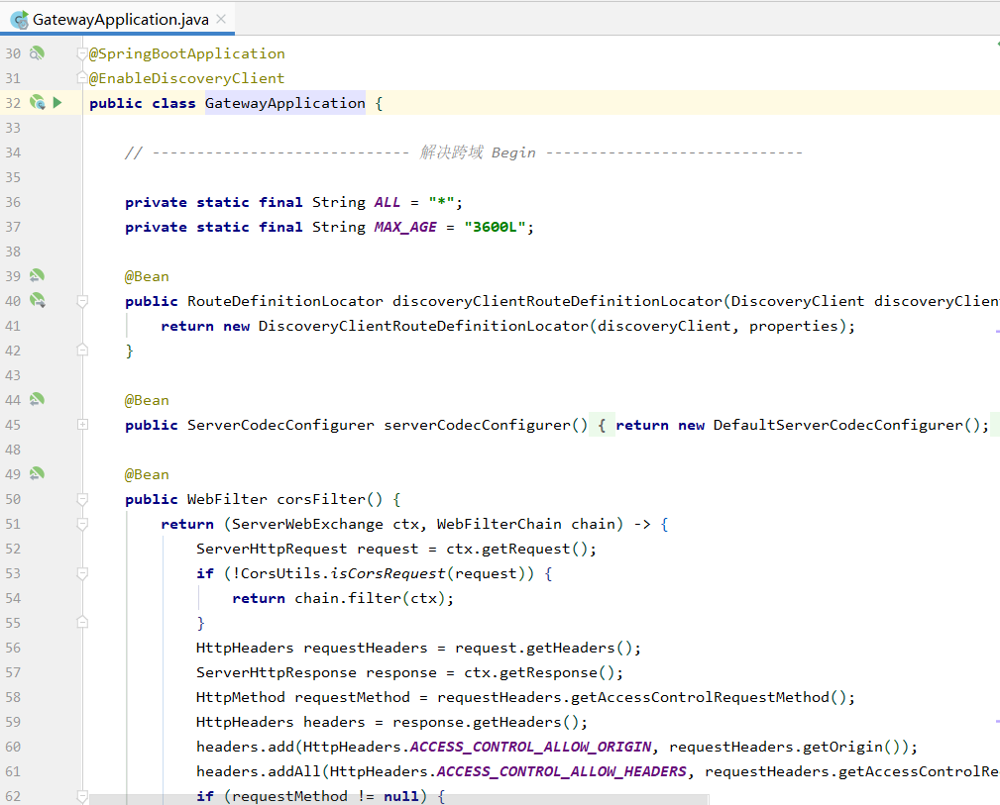 GatewayApplication.java
30 @SpringBootApplication
31 @EnableDiscoveryClient
32 public class GatewayApplication {
33
34 // ----------------------------- 解决跨域 Begin -----------------------------
35
36 private static final String ALL = "*";
37 private static final String MAX_AGE = "3600L";
38
39 @Bean
40 public RouteDefinitionLocator discoveryClientRouteDefinitionLocator(DiscoveryClient discoveryClien
41 return new DiscoveryClientRouteDefinitionLocator(discoveryClient, properties);
42 }
43
44 @Bean
45 public ServerCodecConfigurer serverCodecConfigurer() { return new DefaultServerCodecConfigurer();
48
49 @Bean
50 public WebFilter corsFilter() {
51 return (ServerWebExchange ctx, WebFilterChain chain) -> {
52 ServerHttpRequest request = ctx.getRequest();
53 if (!CorsUtils.isCorsRequest(request)) {
54 return chain.filter(ctx);
55 }
56 HttpHeaders requestHeaders = request.getHeaders();
57 ServerHttpResponse response = ctx.getResponse();
58 HttpMethod requestMethod = requestHeaders.getAccessControlRequestMethod();
59 HttpHeaders headers = response.getHeaders();
60 headers.add(HttpHeaders.ACCESS_CONTROL_ALLOW_ORIGIN, requestHeaders.getOrigin());
61 headers.addAll(HttpHeaders.ACCESS_CONTROL_ALLOW_HEADERS, requestHeaders.getAccessControlRe
62 if (requestMethod != null) {